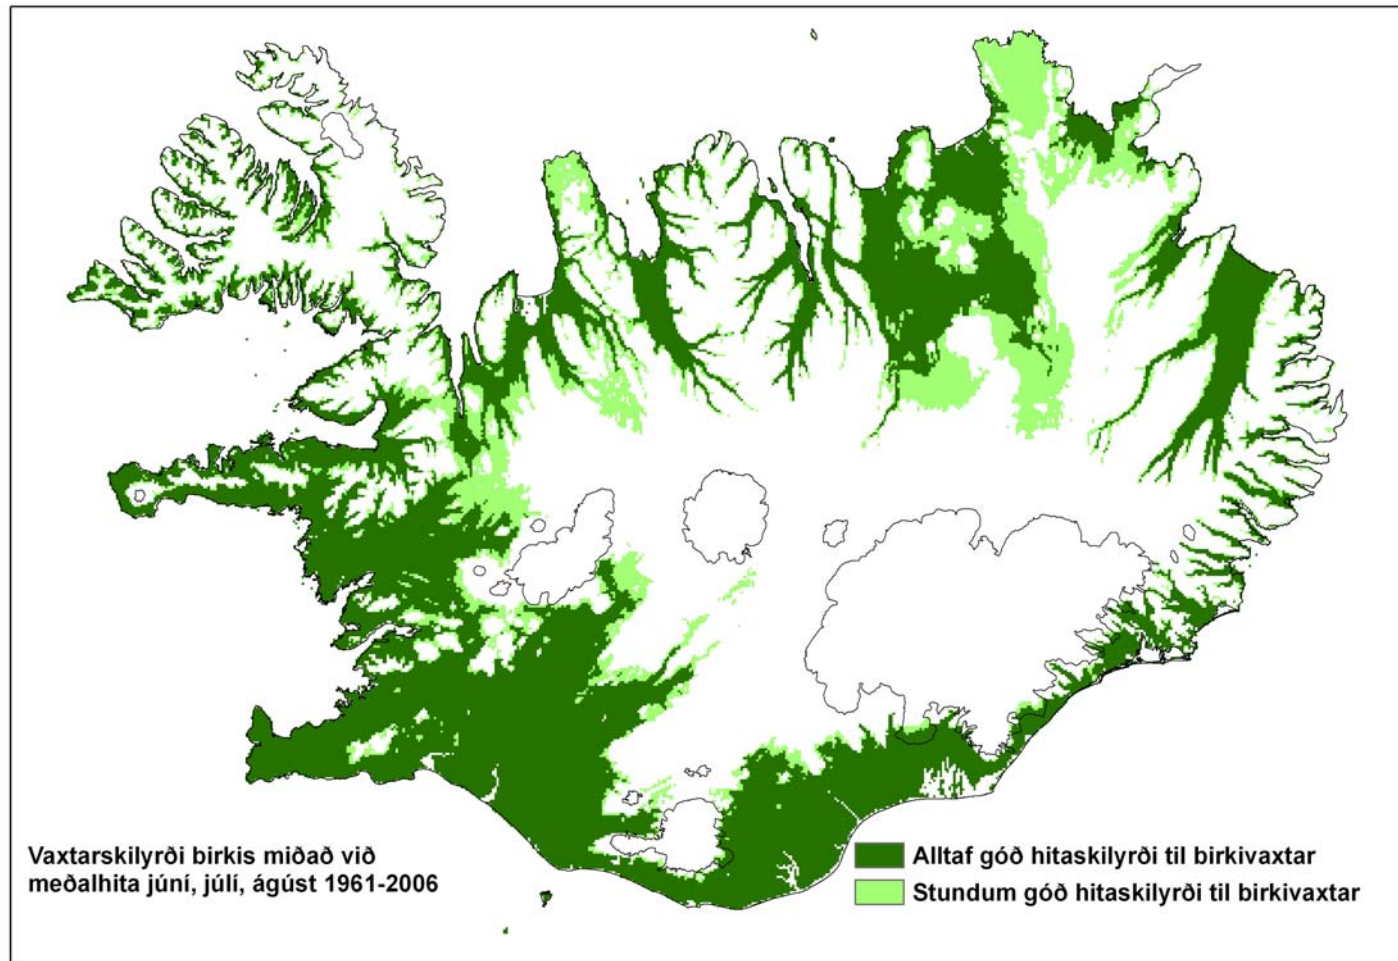 Vaxtarskilyrði birkis miðað við
meðalhita júní, júlí, ágúst 1961-2006
Alltaf góð hitaskilyrði til birkivaxtar
Stundum góð hitaskilyrði til birkivaxtar